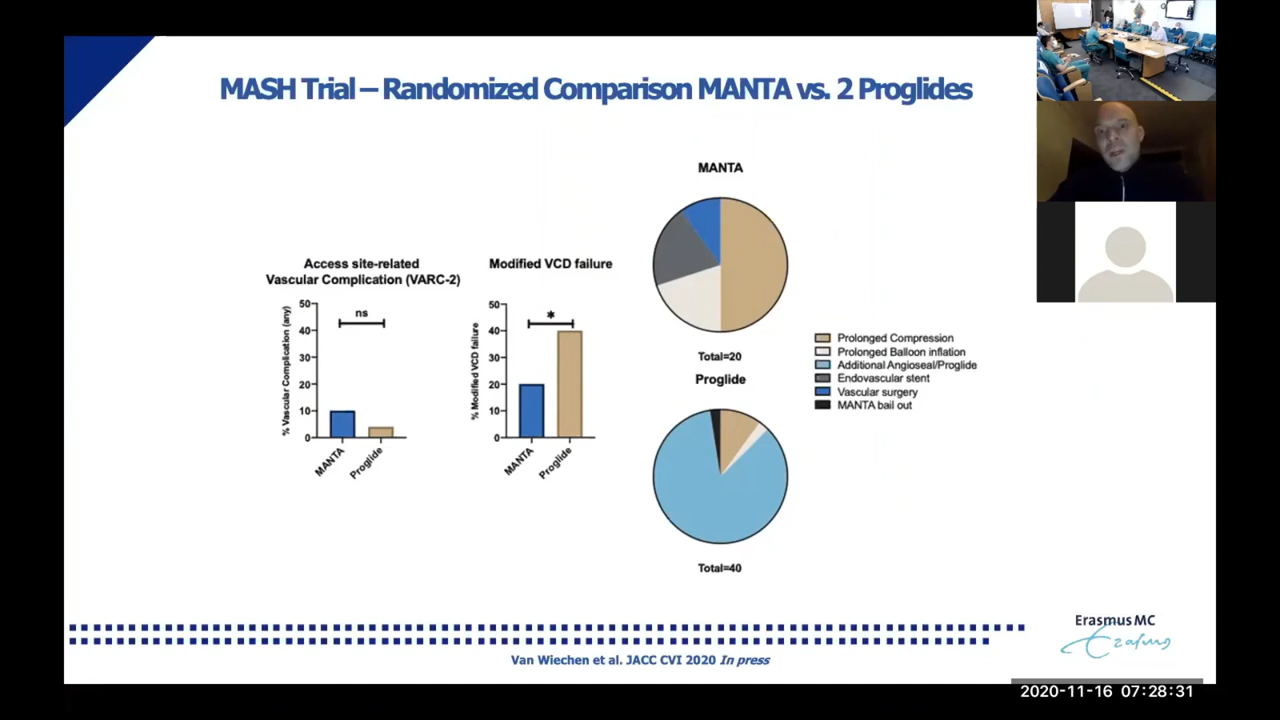 MASH Trial – Randomized Comparison MANTA vs. 2 Proglides
Access site-related
Vascular Complication (VARC-2)
% Vascular Complication (any)
50
40
30
20
10
0
ns
MANTA
Proglide
Modified VCD failure
% Modified VCD failure
50
40
30
20
10
0
*
MANTA
Proglide
MANTA
Total=20
Proglide
Total=40
Prolonged Compression
Prolonged Balloon inflation
Additional Angioseal/Proglide
Endovascular stent
Vascular surgery
MANTA bail out
Erasmus MC
Erasmus
Van Wiechen et al. JACC CVI 2020 In press
2020-11-16 07:28:31